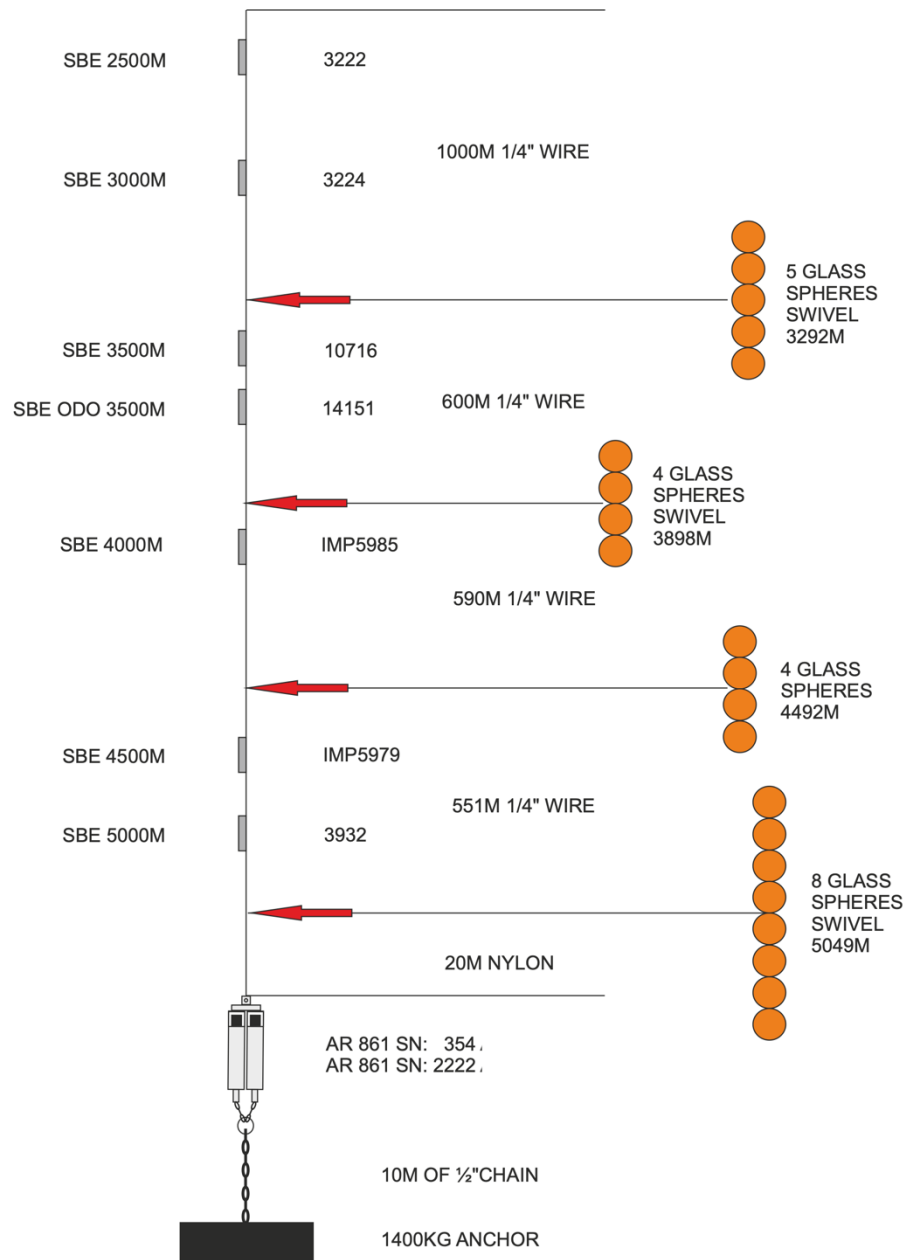 SBE 2500M
3222
1000M 1/4" WIRE
SBE 3000M
3224
5 GLASS
SPHERES
SWIVEL
3292M
SBE 3500M
10716
SBE ODO 3500M
14151
600M 1/4" WIRE
4 GLASS
SPHERES
SWIVEL
3898M
SBE 4000M
IMP5985
590M 1/4" WIRE
4 GLASS
SPHERES
4492M
SBE 4500M
IMP5979
551M 1/4" WIRE
SBE 5000M
3932
8 GLASS
SPHERES
SWIVEL
5049M
20M NYLON
AR 861 SN: 354
AR 861 SN: 2222
10M OF ½"CHAIN
1400KG ANCHOR